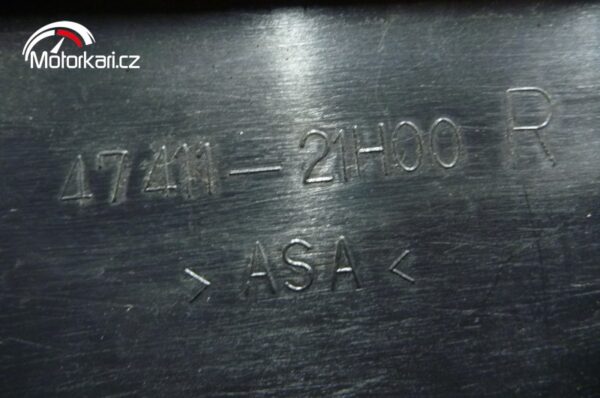 Motorkari.cz
47411-21H00 R
>ASA<